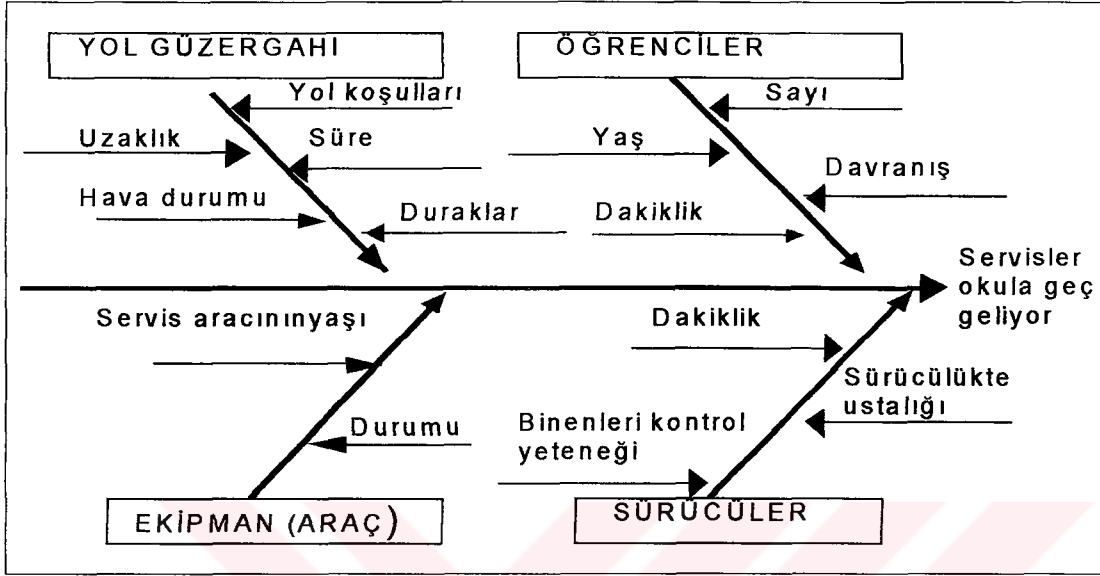 YOL GÜZERGAHI
ÖĞRENCİLER
Yol koşulları
Sayı
Uzaklık
Süre
Yaş
Davranış
Hava durumu
Duraklar
Dakiklik
Servisler
okula geç
geliyor
Servis aracınınyaşı
Dakiklik
Sürücülükte
ustalığı
Durumu
Binenleri kontrol
yeteneği
EKİPMAN (ARAÇ)
SÜRÜCÜLER